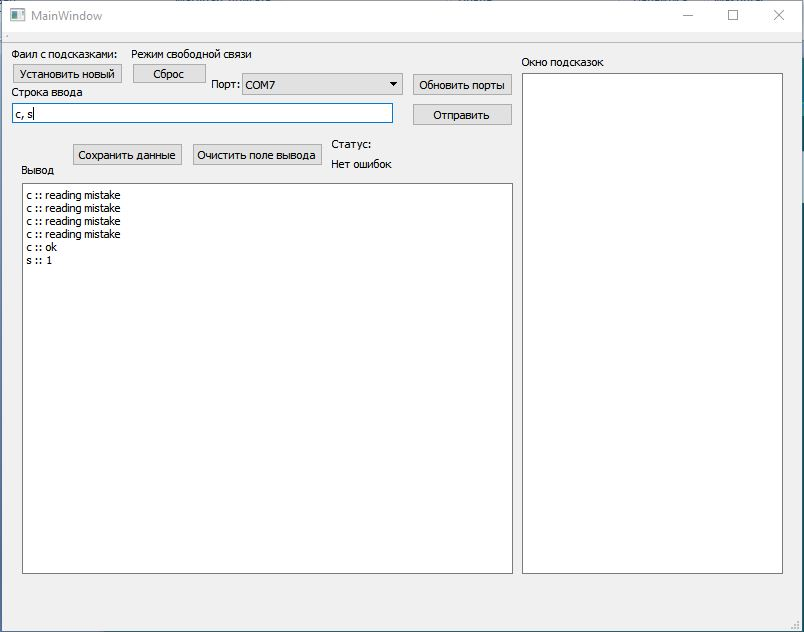 MainWindow
Фаил с подсказками:
Режим свободной связи
Установить новый
Сброс
Порт:
COM7
Обновить порты
Строка ввода
c, s
Отправить
Окно подсказок
Сохранить данные
Очистить поле вывода
Статус:
Нет ошибок
Вывод
c :: reading mistake
c :: reading mistake
c :: reading mistake
c :: reading mistake
c :: ok
s :: 1